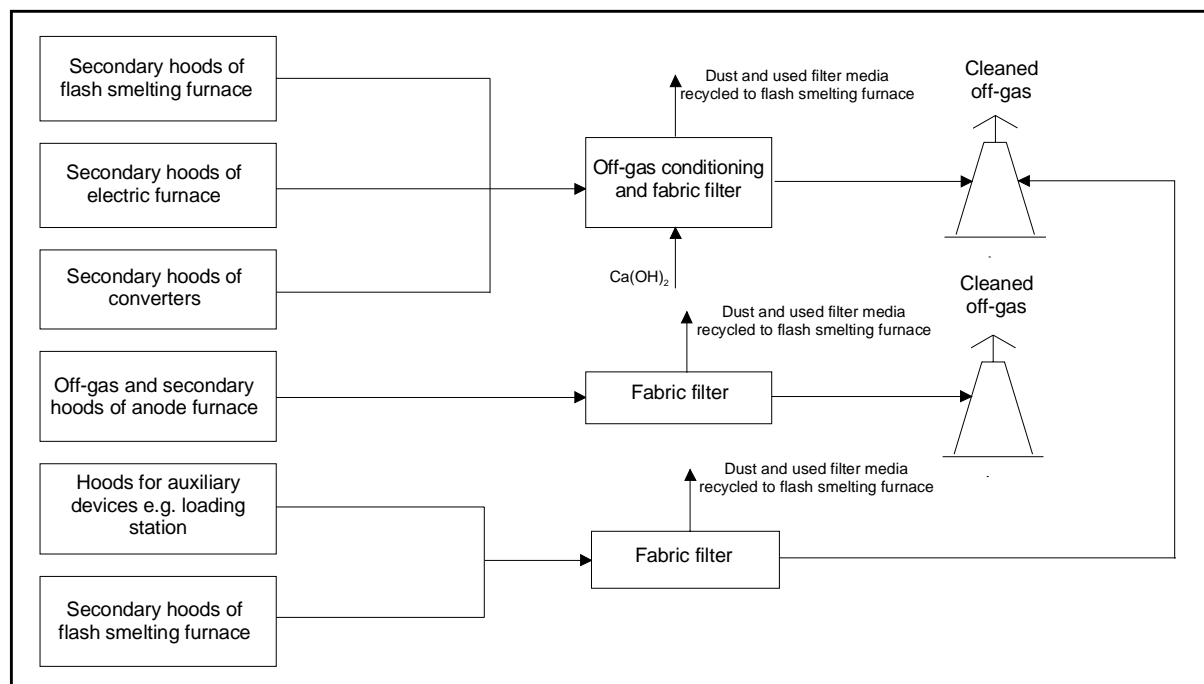 Secondary hoods of
flash smelting furnace
Dust and used filter media
recycled to flash smelting furnace
Cleaned
off-gas
Secondary hoods of
electric furnace
Off-gas conditioning
and fabric filter
Secondary hoods of
converters
Ca(OH)2
Dust and used filter media
recycled to flash smelting furnace
Cleaned
off-gas
Off-gas and secondary
hoods of anode furnace
Fabric filter
Hoods for auxiliary
devices e.g. loading
station
Dust and used filter media
recycled to flash smelting furnace
Fabric filter
Secondary hoods of
flash smelting furnace